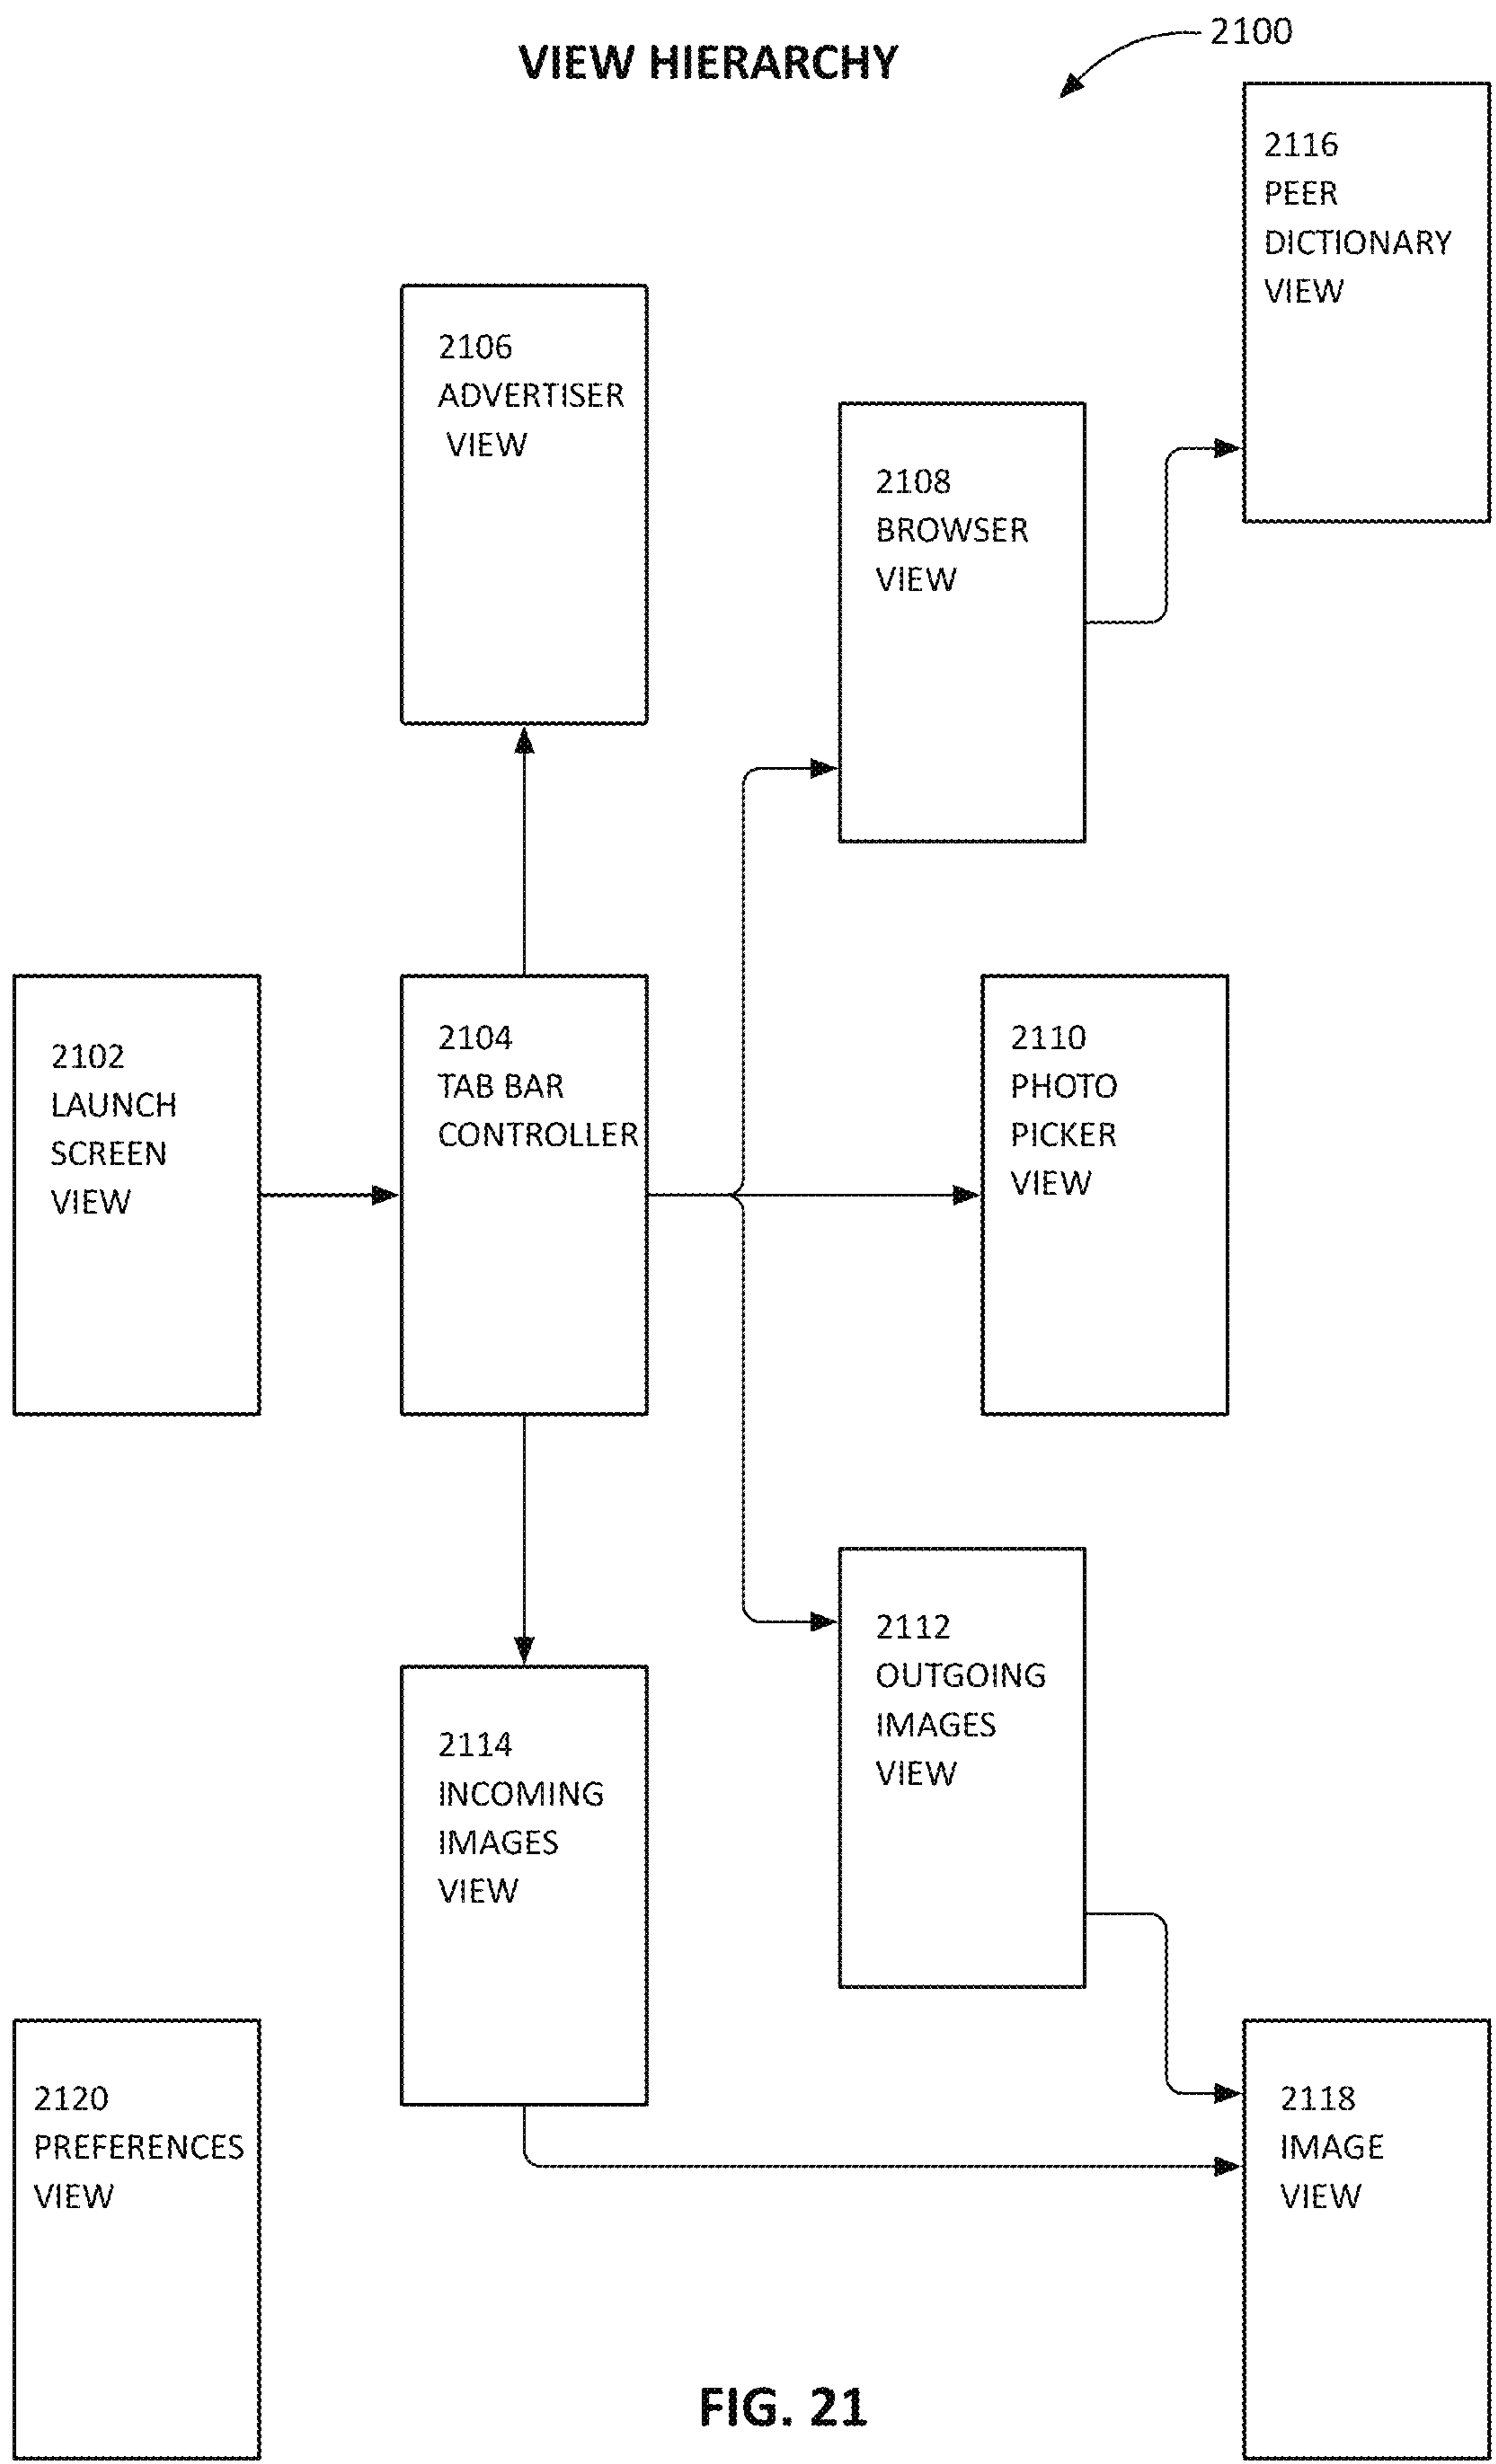 VIEW HIERARCHY
2100
2116
PEER
DICTIONARY
VIEW
2106
ADVERTISER
VIEW
2108
BROWSER
VIEW
2102
LAUNCH
SCREEN
VIEW
2104
TAB BAR
CONTROLLER
2110
PHOTO
PICKER
VIEW
2112
OUTGOING
IMAGES
VIEW
2114
INCOMING
IMAGES
VIEW
2120
PREFERENCES
VIEW
2118
IMAGE
VIEW
FIG. 21